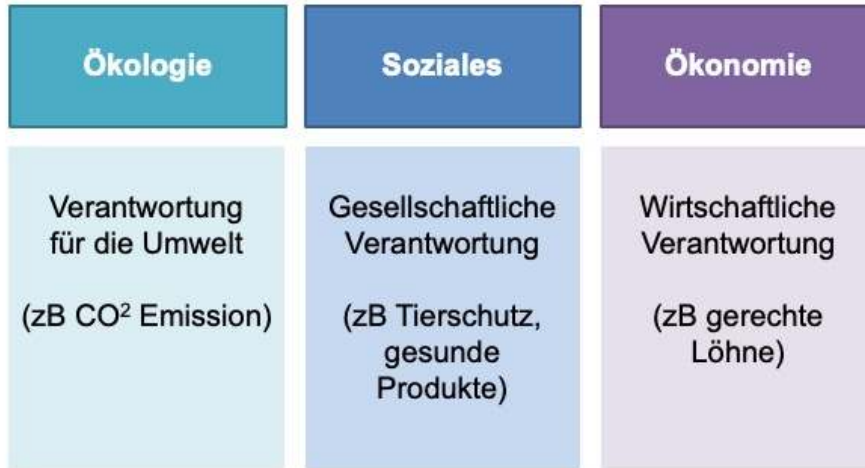 Ökologie
Soziales
Ökonomie
Verantwortung
für die Umwelt
(zB CO² Emission)
Gesellschaftliche
Verantwortung
(zB Tierschutz,
gesunde
Produkte)
Wirtschaftliche
Verantwortung
(zB gerechte
Löhne)